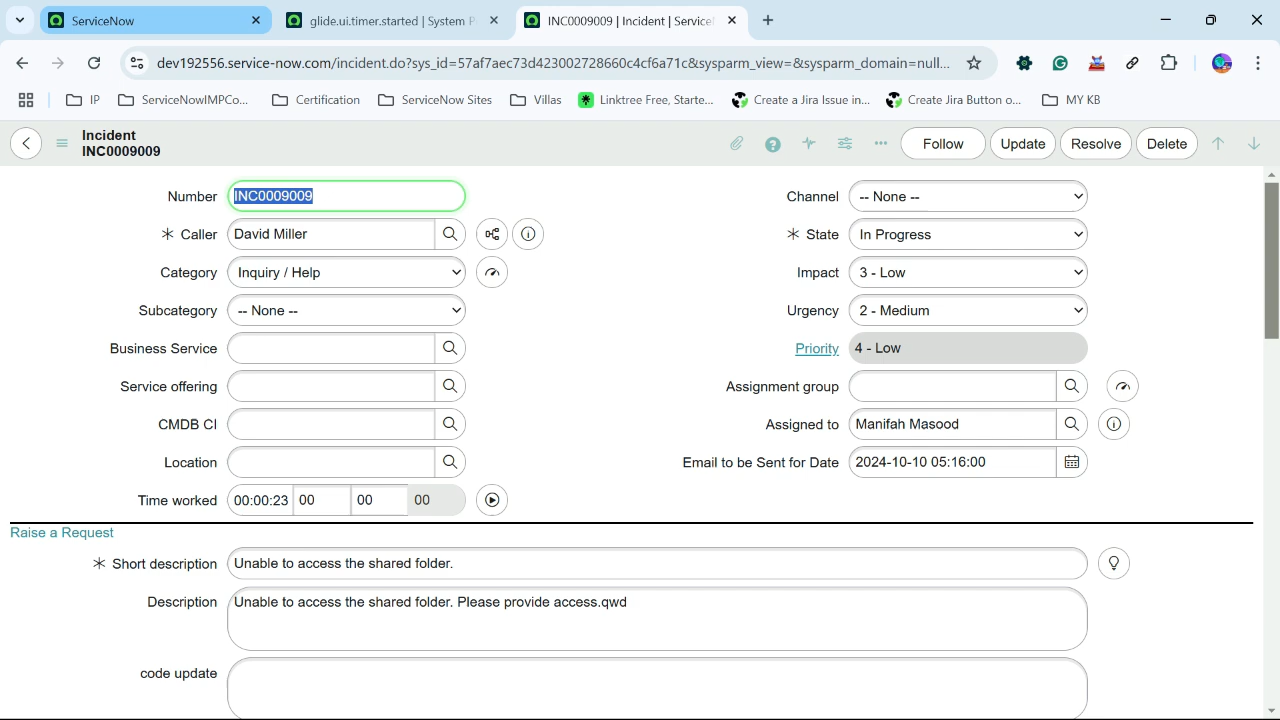 ServiceNow
glide.ui.timer.started | System P
INC0009009 | Incident | Service
dev192556.service-now.com/incident.do?sys_id=57af7aec73d423002728660c4cf6a71c&sysparm_view=&sysparm_domain=null...
IP
ServiceNowIMPCo...
Certification
ServiceNow Sites
Villas
Linktree Free, Starte...
Create a Jira Issue in...
Create Jira Button o...
MY KB
Incident
INC0009009
Follow
Update
Resolve
Delete
Number INC0009009
Channel -- None --
Caller David Miller
State In Progress
Category Inquiry / Help
Impact 3 - Low
Subcategory -- None --
Urgency 2 - Medium
Business Service
Priority 4 - Low
Service offering
Assignment group
CMDB CI
Assigned to Manifah Masood
Location
Email to be Sent for Date 2024-10-10 05:16:00
Time worked 00:00:23 00 00 00
Raise a Request
Short description Unable to access the shared folder.
Description Unable to access the shared folder. Please provide access.qwd
code update